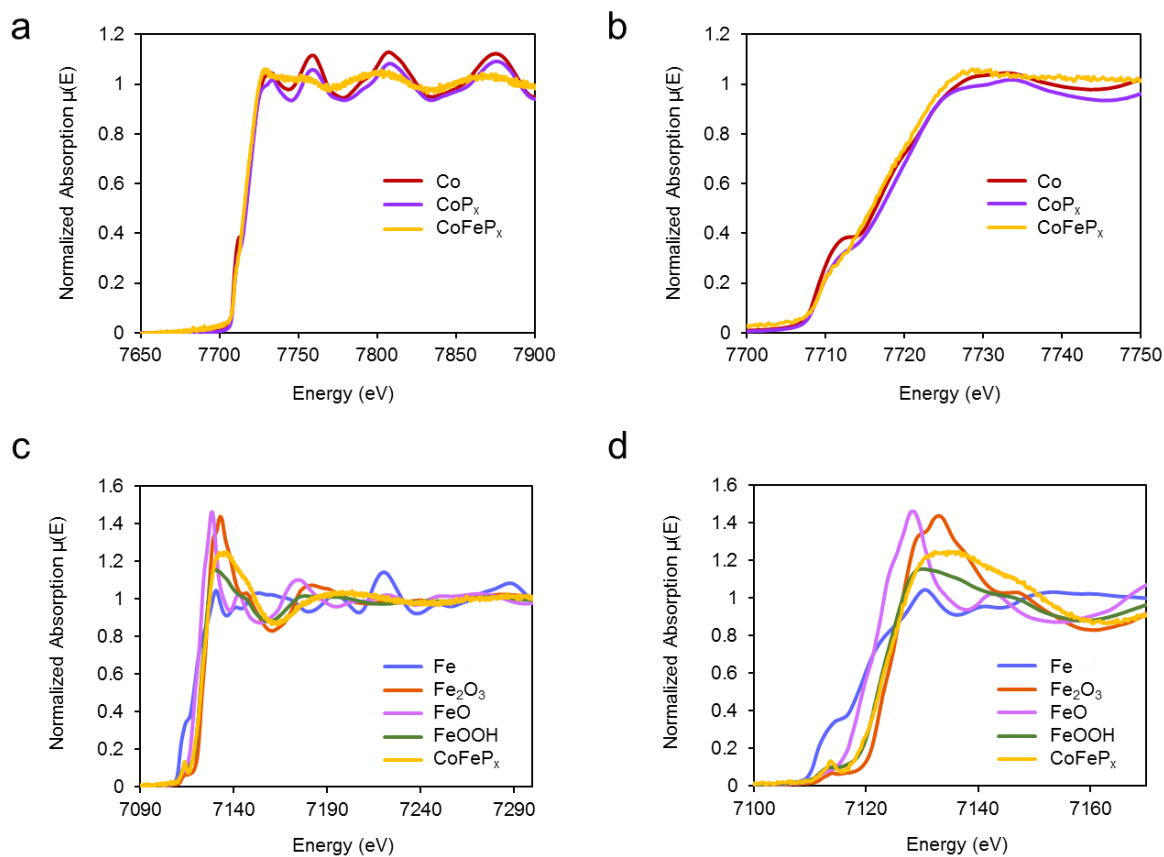 a
Normalized Absorption μ(E)
1.2
1
0.8
0.6
0.4
0.2
0
7650
7700
7750
7800
7850
7900
Energy (eV)
Co
CoPₓ
CoFePₓ
b
Normalized Absorption μ(E)
1.2
1
0.8
0.6
0.4
0.2
0
7700
7710
7720
7730
7740
7750
Energy (eV)
Co
CoPₓ
CoFePₓ
c
Normalized Absorption μ(E)
1.6
1.4
1.2
1
0.8
0.6
0.4
0.2
0
7090
7140
7190
7240
7290
Energy (eV)
Fe
Fe₂O₃
FeO
FeOOH
CoFePₓ
d
Normalized Absorption μ(E)
1.6
1.4
1.2
1
0.8
0.6
0.4
0.2
0
7100
7120
7140
7160
Energy (eV)
Fe
Fe₂O₃
FeO
FeOOH
CoFePₓ